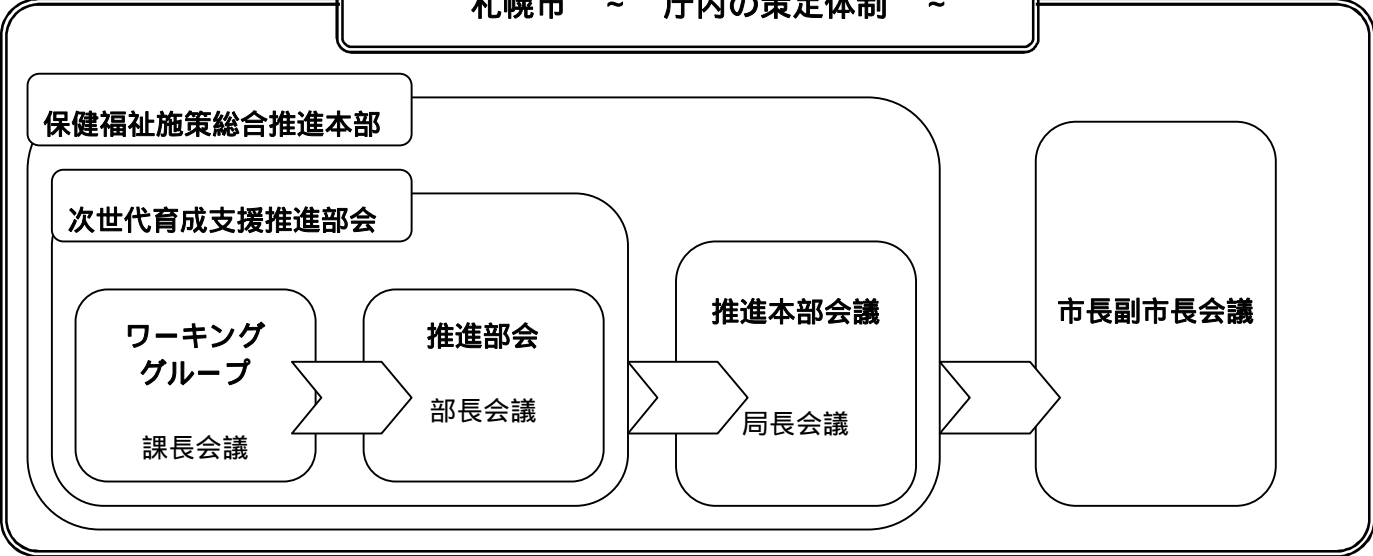 札幌市　～　庁内の策定体制　～
保健福祉施策総合推進本部
次世代育成支援推進部会
ワーキング
グループ
課長会議
推進部会
部長会議
推進本部会議
局長会議
市長副市長会議